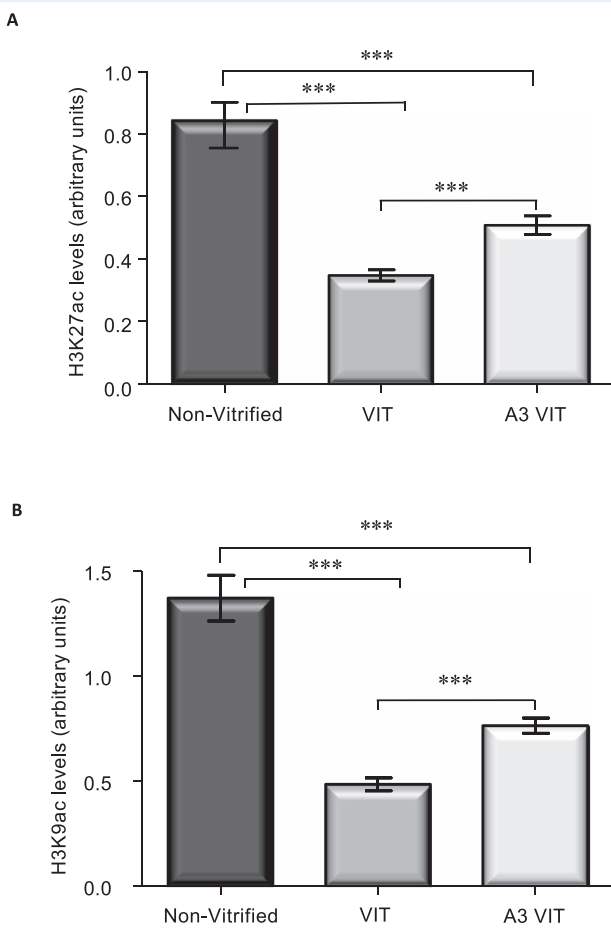 A
***
***
***
1.0
0.8
0.6
0.4
0.2
0.0
H3K27ac levels (arbitrary units)
Non-Vitrified VIT A3 VIT
B
***
***
***
1.5
1.0
0.5
0.0
H3K9ac levels (arbitrary units)
Non-Vitrified VIT A3 VIT